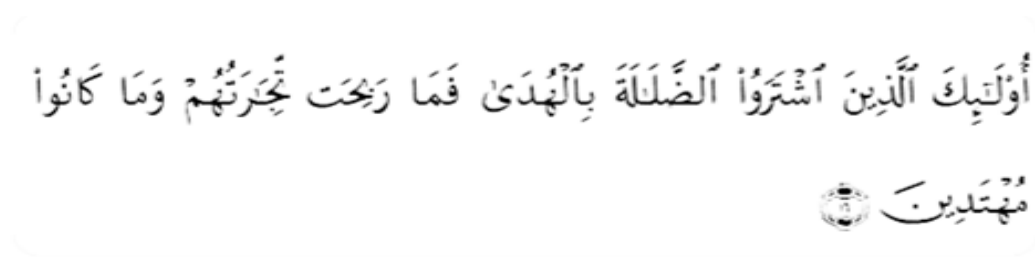 أُوْلَـٰٓئِكَ ٱلَّذِينَ ٱشْتَرَوُاْ ٱلضَّلَـٰلَةَ بِٱلْهُدَىٰ فَمَا رَبِحَت تِّجَـٰرَتُهُمْ وَمَا كَانُواْ
مُهْتَدِينَ ١٦